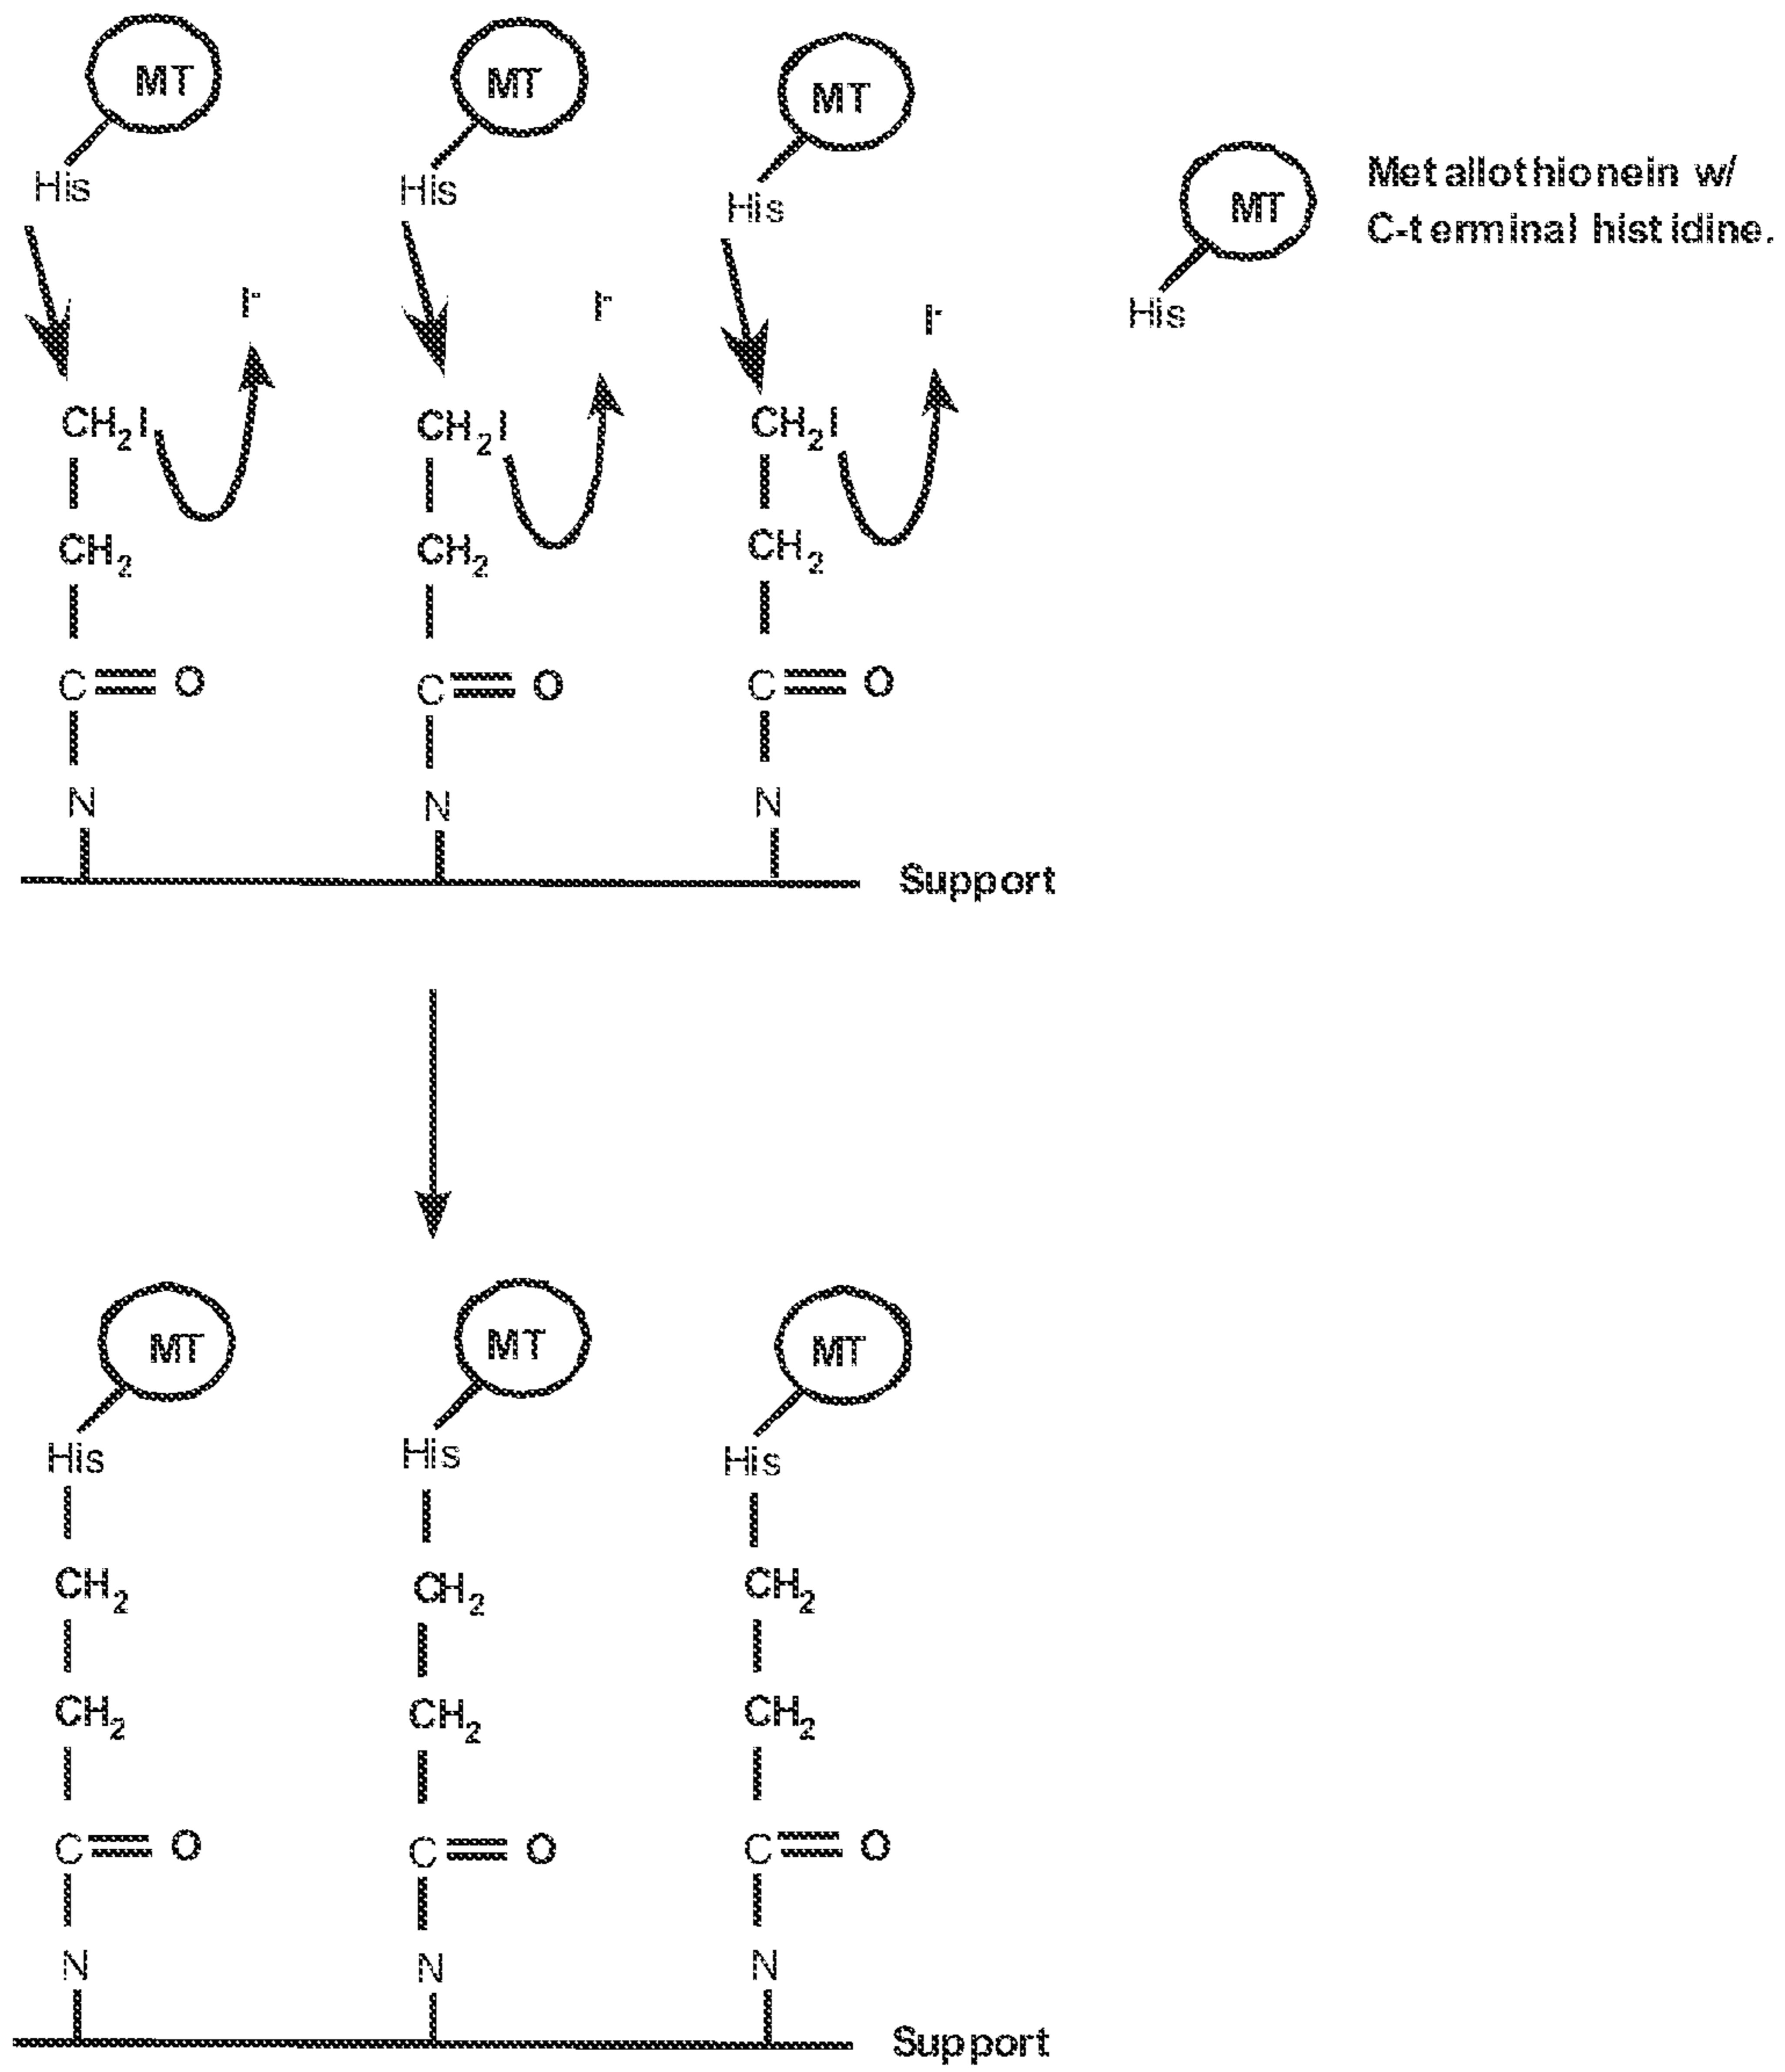 MT MT MT
His His His
MT Metallothionein w/
C-terminal histidine.
His
I- I- I-
CH2I CH2I CH2I
CH2 CH2 CH2
C O C O C O
N N N
Support
MT MT MT
His His His
CH2 CH2 CH2
CH2 CH2 CH2
C O C O C O
N N N
Support